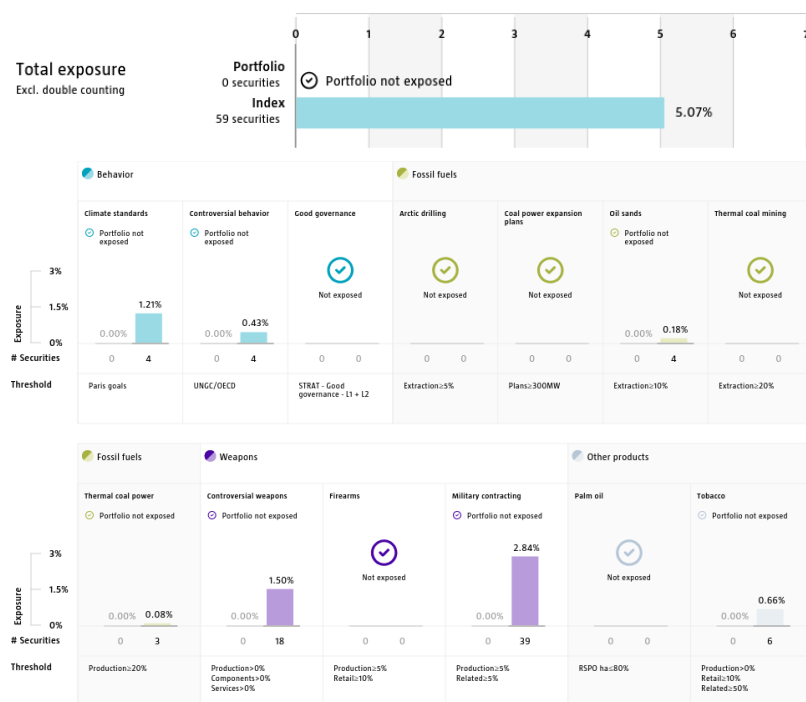 0 1 2 3 4 5 6 7
Total exposure
Excl. double counting
Portfolio
0 securities
Portfolio not exposed
Index
59 securities
5.07%
Behavior
Fossil fuels
Climate standards
Controversial behavior
Good governance
Arctic drilling
Coal power expansion
plans
Oil sands
Thermal coal mining
Portfolio not
exposed
Portfolio not
exposed
Portfolio not
exposed
Not exposed
Not exposed
Not exposed
Not exposed
Exposure
3%
1.5%
0%
0.00% 1.21%
0.00% 0.43%
0.00% 0.18%
# Securities
0 4
0 4
0 0
0 0
0 0
0 4
0 0
Threshold
Paris goals
UNGC/OECD
STRAT - Good
governance - L1 + L2
Extraction≥5%
Plans≥300MW
Extraction≥10%
Extraction≥20%
Fossil fuels
Weapons
Other products
Thermal coal power
Controversial weapons
Firearms
Military contracting
Palm oil
Tobacco
Portfolio not exposed
Portfolio not exposed
Portfolio not exposed
Portfolio not exposed
Not exposed
Not exposed
Exposure
3%
1.5%
0%
0.00% 0.08%
0.00% 1.50%
0.00% 2.84%
0.00% 0.66%
# Securities
0 3
0 18
0 0
0 39
0 0
0 6
Threshold
Production≥20%
Production>0%
Components>0%
Services>0%
Production≥5%
Retail≥10%
Production≥5%
Related≥5%
RSPO ha≤80%
Production>0%
Retail≥10%
Related≥50%